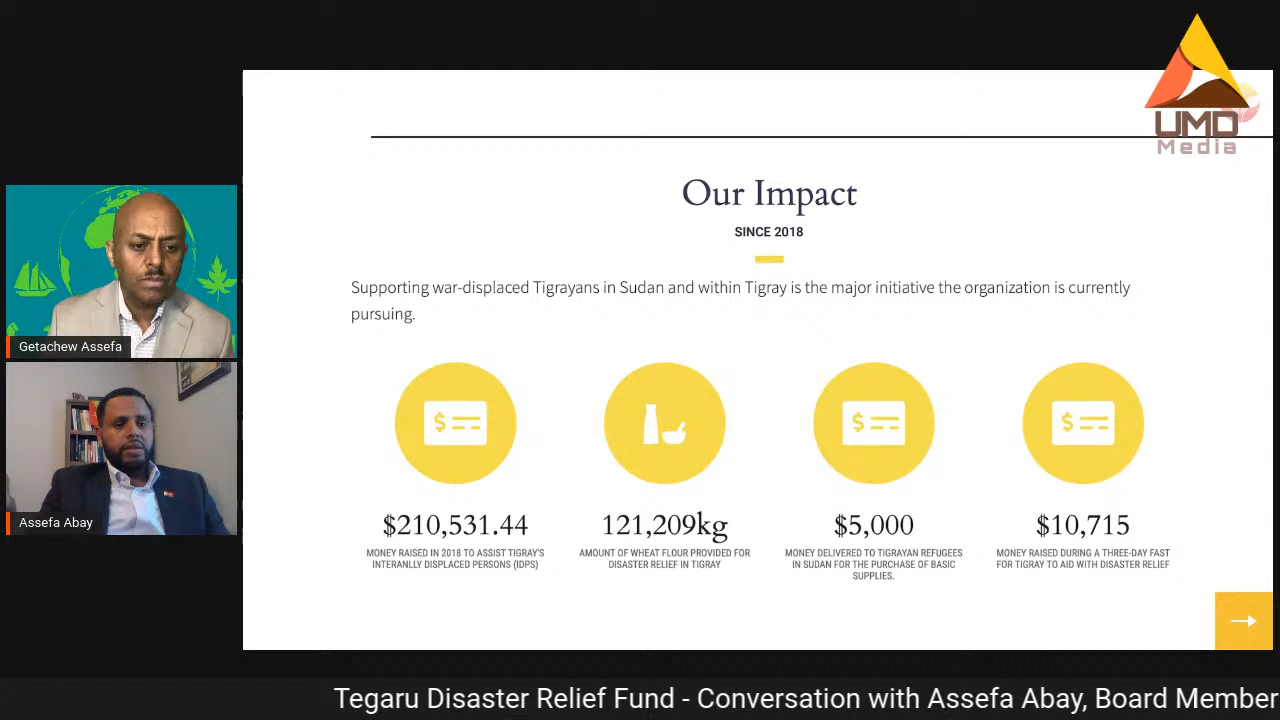 UMD
Media
Our Impact
SINCE 2018
Supporting war-displaced Tigrayans in Sudan and within Tigray is the major initiative the organization is currently
pursuing.
$
$
$
$210,531.44
MONEY RAISED IN 2018 TO ASSIST TIGRAY'S
INTERANLLY DISPLACED PERSONS (IDPS)
121,209kg
AMOUNT OF WHEAT FLOUR PROVIDED FOR
DISASTER RELIEF IN TIGRAY
$5,000
MONEY DELIVERED TO TIGRAYAN REFUGEES
IN SUDAN FOR THE PURCHASE OF BASIC
SUPPLIES.
$10,715
MONEY RAISED DURING A THREE-DAY FAST
FOR TIGRAY TO AID WITH DISASTER RELIEF
Getachew Assefa
Assefa Abay
Tegaru Disaster Relief Fund - Conversation with Assefa Abay, Board Member